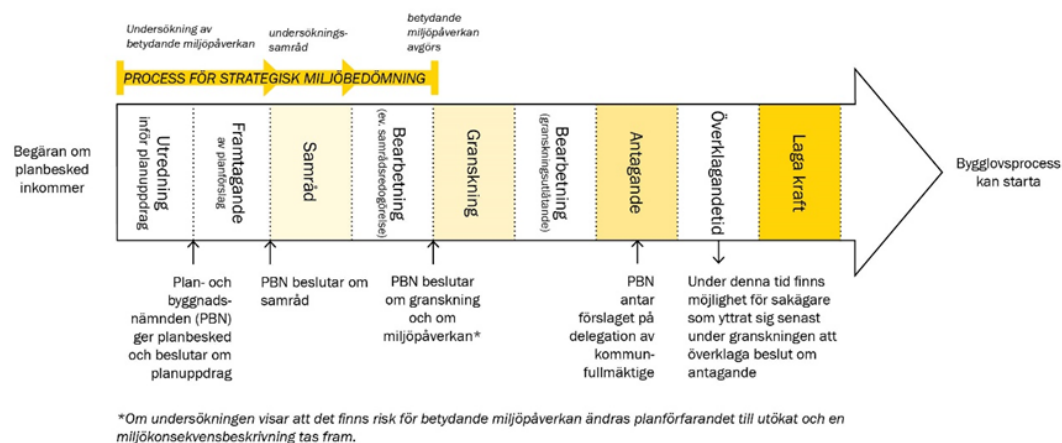 Undersökning av
betydande miljöpåverkan
undersöknings-
samråd
betydande
miljöpåverkan
avgörs
PROCESS FÖR STRATEGISK MILJÖBEDÖMNING
Begäran om
planbesked
inkommer
Utredning
inför planuppdrag
Framtagande
av planförslag
Samråd
Bearbetning
(ev. samrådsredogörelse)
Granskning
Bearbetning
(granskningsutlåtande)
Antagande
Överklagandetid
Laga kraft
Bygglovsprocess
kan starta
Plan- och
byggnads-
nämnden (PBN)
ger planbesked
och beslutar om
planuppdrag
PBN beslutar om
samråd
PBN beslutar
om granskning
och om
miljöpåverkan*
PBN
antar
förslaget på
delegation av
kommun-
fullmäktige
Under denna tid finns
möjlighet för sakägare
som yttrat sig senast
under granskningen att
överklaga beslut om
antagande
*Om undersökningen visar att det finns risk för betydande miljöpåverkan ändras planförfarandet till utökat och en
miljökonsekvensbeskrivning tas fram.